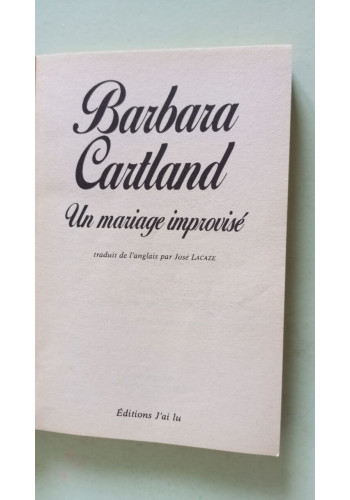 Barbara
Cartland
Un mariage improvisé
traduit de l'anglais par José LACAZE
Éditions J'ai lu